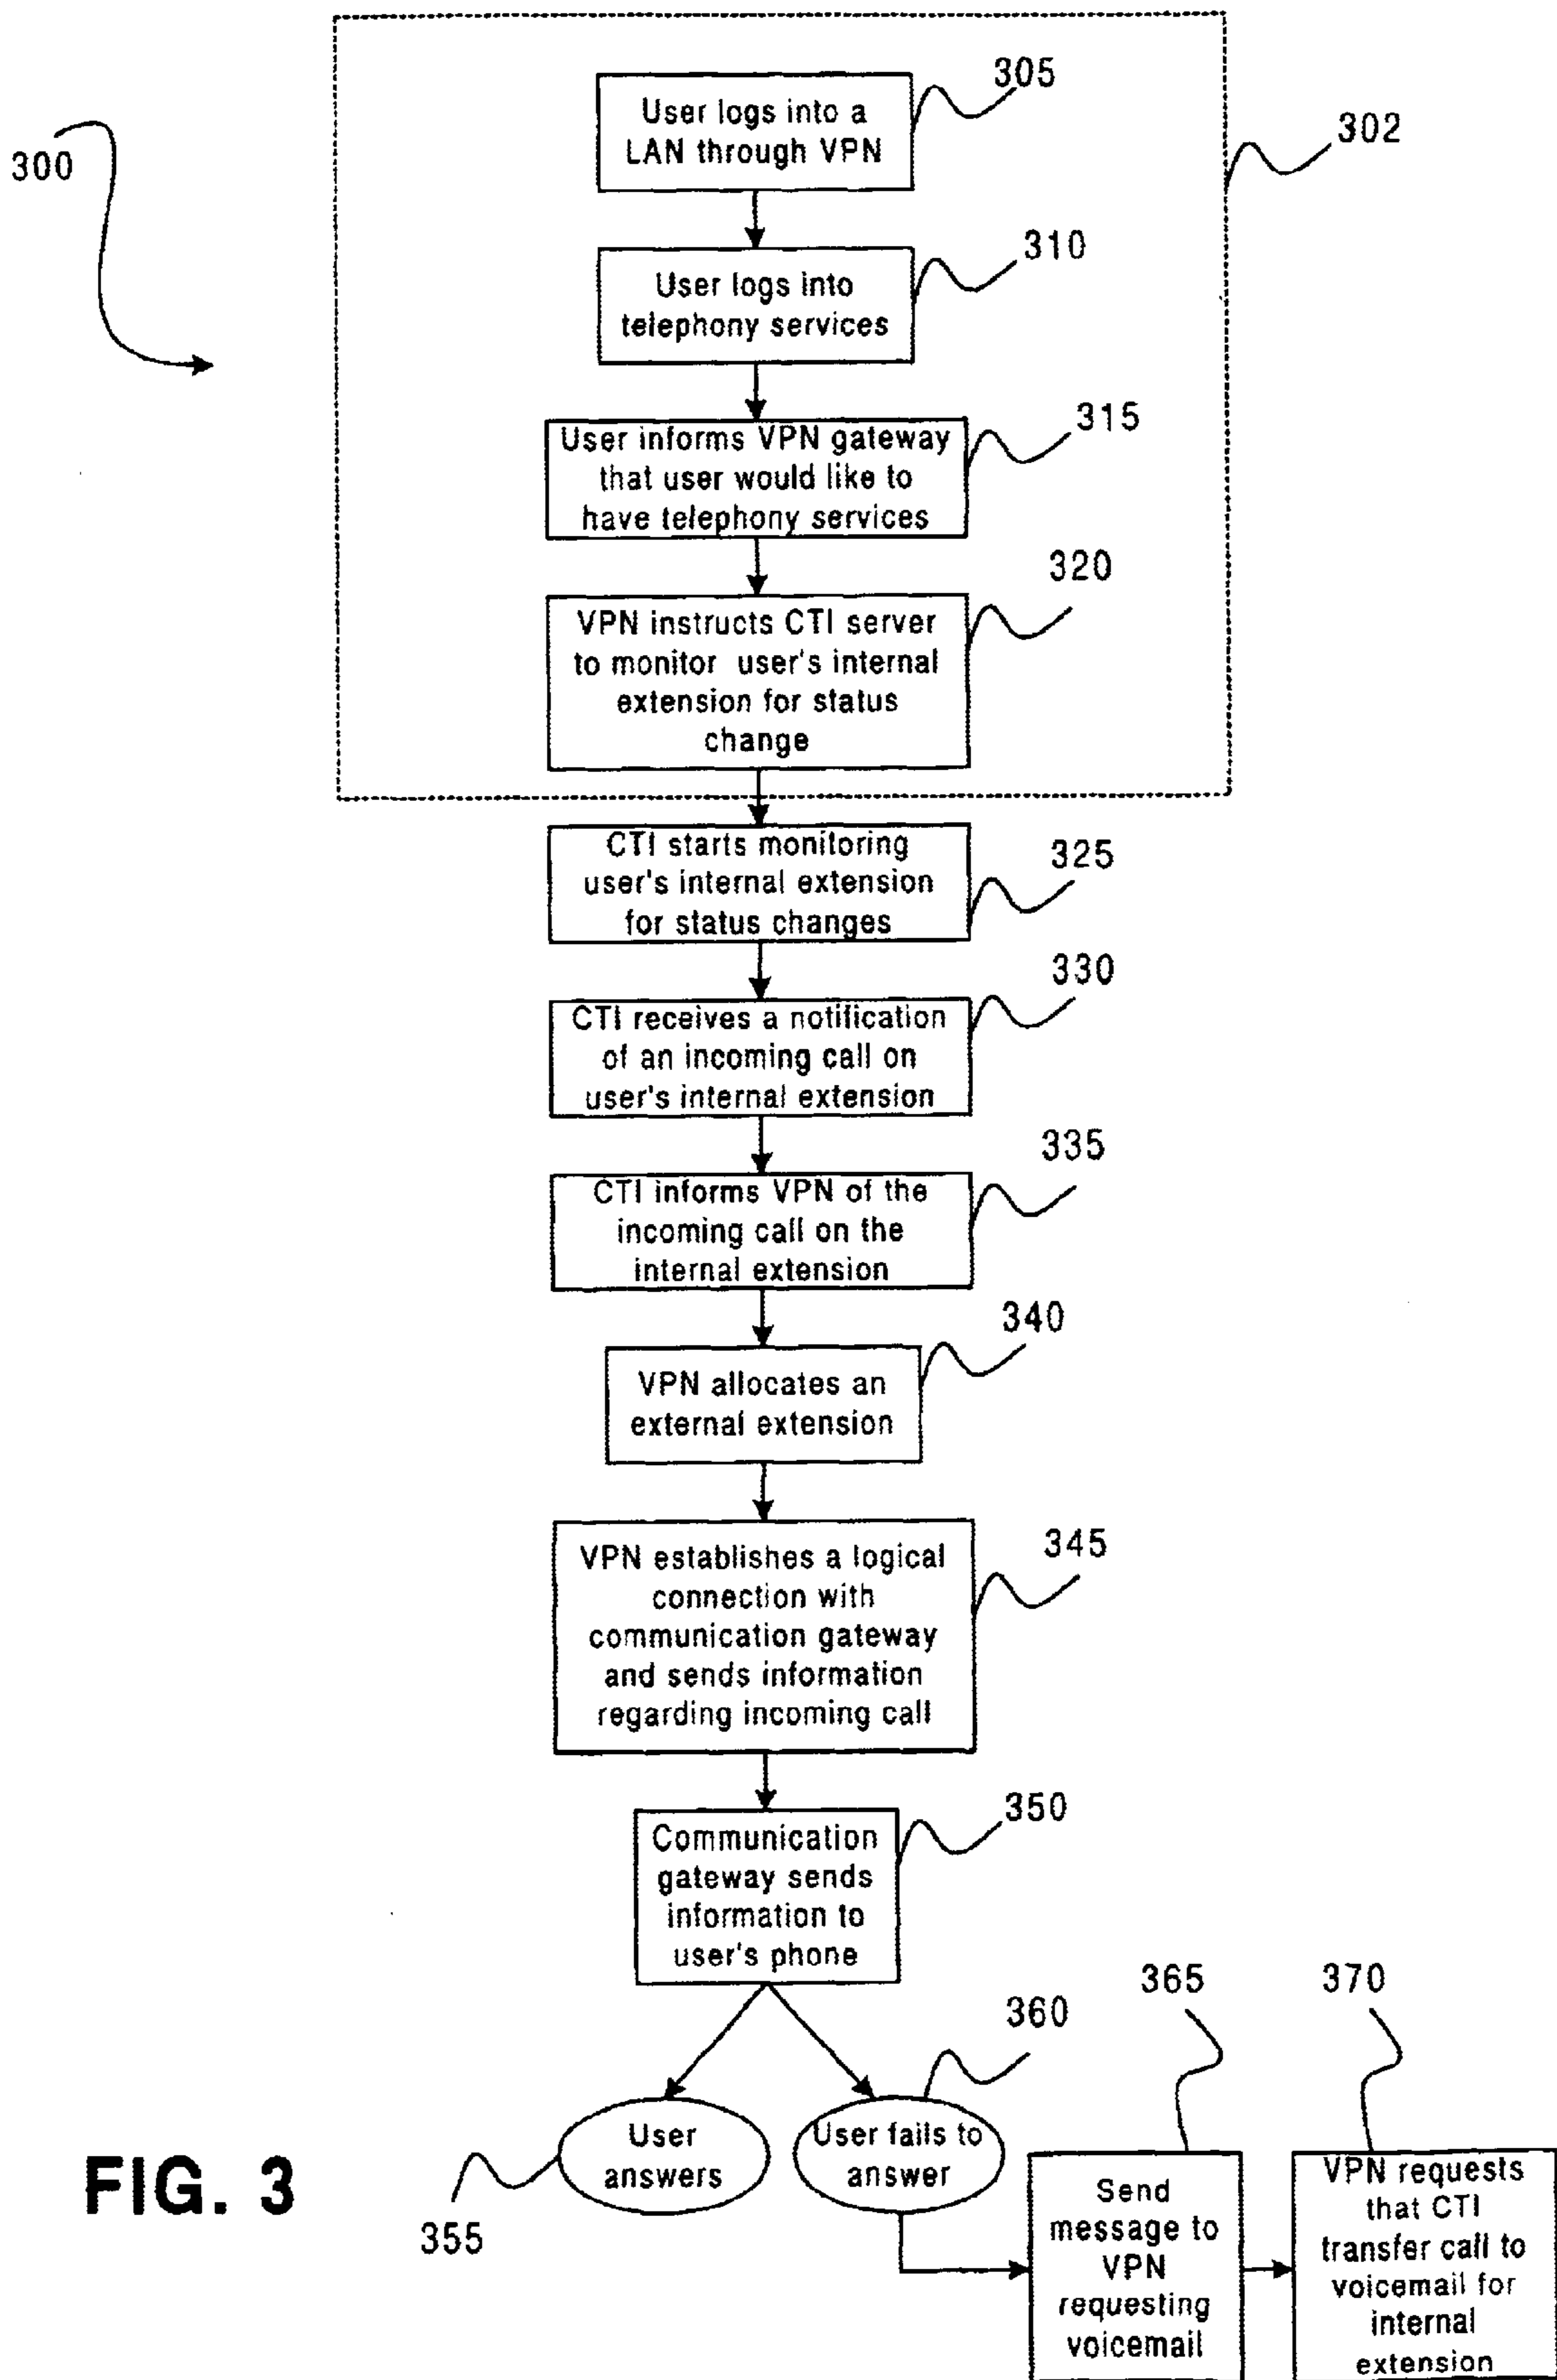 305
User logs into a
LAN through VPN
302
300
310
User logs into
telephony services
315
User informs VPN gateway
that user would like to
have telephony services
320
VPN instructs CTI server
to monitor user's internal
extension for status
change
325
CTI starts monitoring
user's internal extension
for status changes
330
CTI receives a notification
of an incoming call on
user's internal extension
335
CTI informs VPN of the
incoming call on the
internal extension
340
VPN allocates an
external extension
345
VPN establishes a logical
connection with
communication gateway
and sends information
regarding incoming call
350
Communication
gateway sends
information to
user's phone
355
User
answers
360
User fails to
answer
365
Send
message to
VPN
requesting
voicemail
370
VPN requests
that CTI
transfer call to
voicemail for
internal
extension
FIG. 3